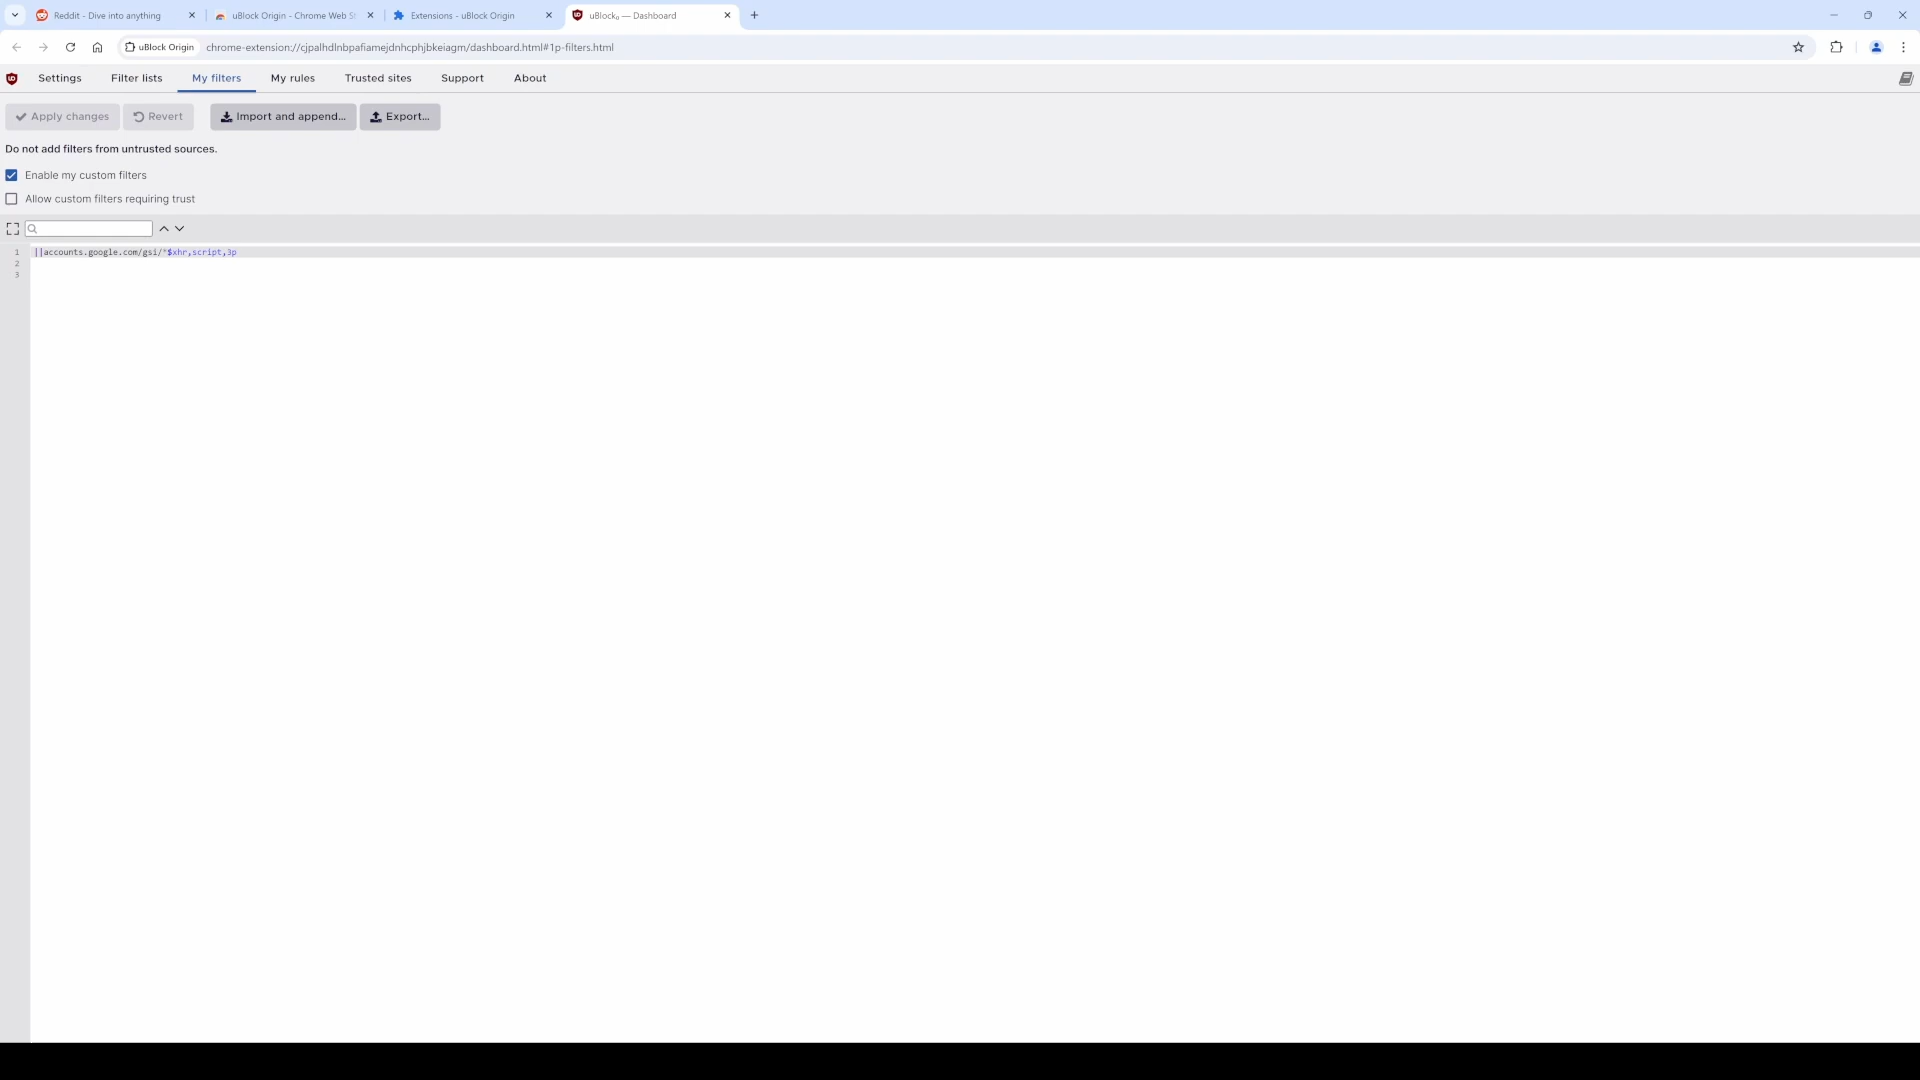 Reddit - Dive into anything
uBlock Origin - Chrome Web St
Extensions - uBlock Origin
uBlock₀ — Dashboard
uBlock Origin
chrome-extension://cjpalhdlnbpafiamejdnhcphjbkeiagm/dashboard.html#1p-filters.html
Settings Filter lists My filters My rules Trusted sites Support About
Apply changes Revert Import and append... Export...
Do not add filters from untrusted sources.
Enable my custom filters
Allow custom filters requiring trust
1 ||accounts.google.com/gsi/*$xhr,script,3p
2
3